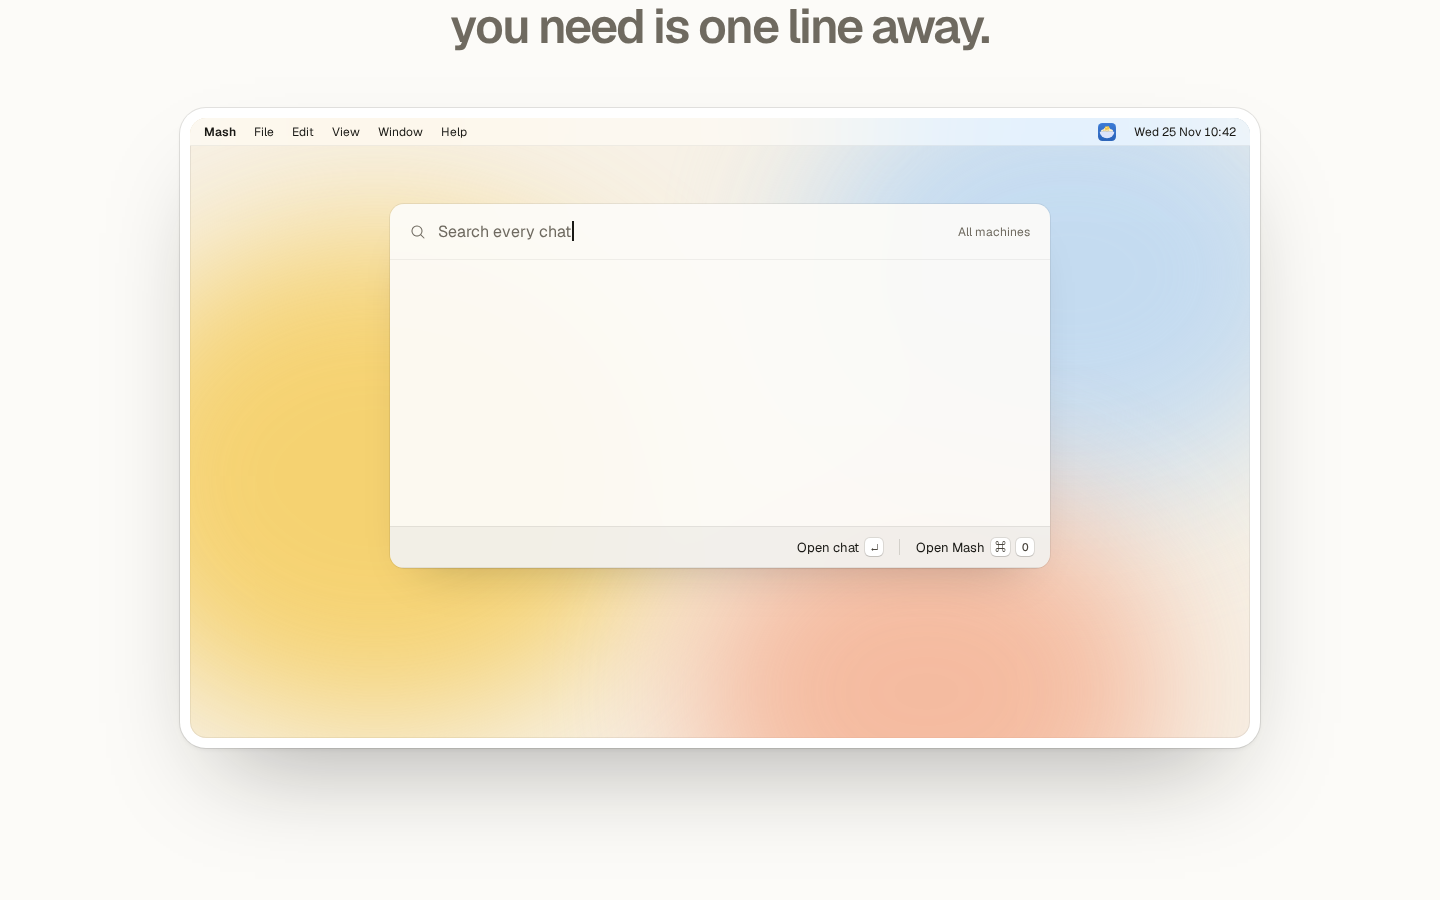 you need is one line away.
Mash File Edit View Window Help Wed 25 Nov 10:42
Search every chat All machines
Open chat ↵ Open Mash ⌘ 0